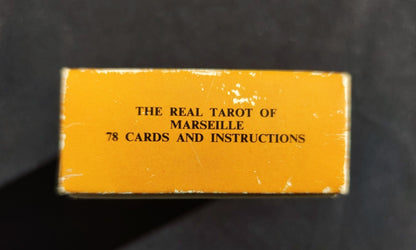 THE REAL TAROT OF
MARSEILLE
78 CARDS AND INSTRUCTIONS